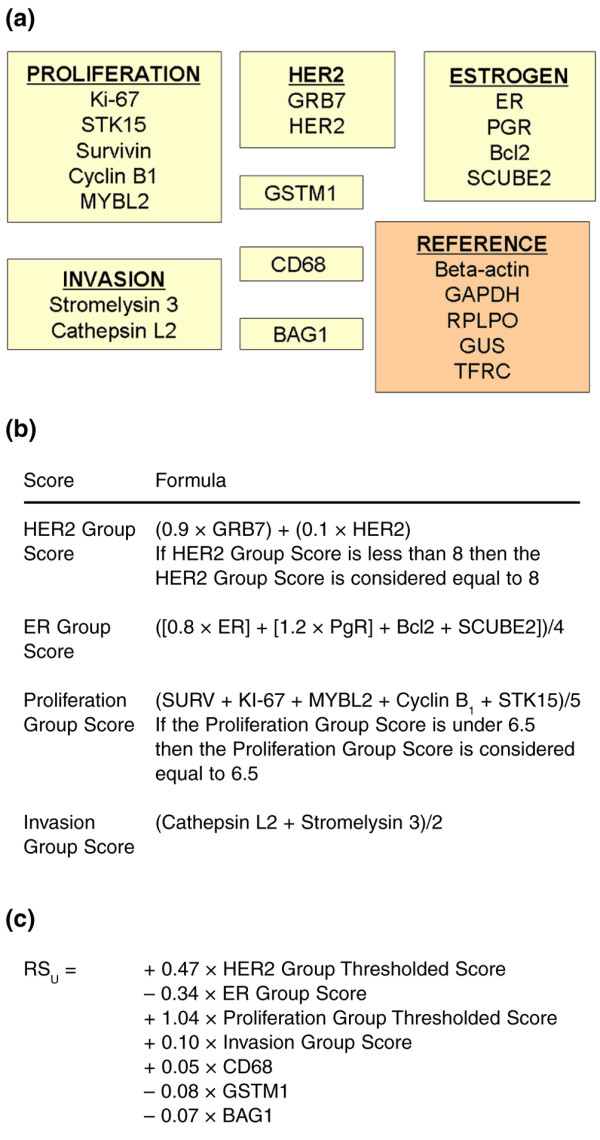 (a)
PROLIFERATION
Ki-67
STK15
Survivin
Cyclin B1
MYBL2
HER2
GRB7
HER2
ESTROGEN
ER
PGR
Bcl2
SCUBE2
GSTM1
CD68
BAG1
INVASION
Stromelysin 3
Cathepsin L2
REFERENCE
Beta-actin
GAPDH
RPLPO
GUS
TFRC
(b)
Score Formula
HER2 Group Score
(0.9 × GRB7) + (0.1 × HER2)
If HER2 Group Score is less than 8 then the
HER2 Group Score is considered equal to 8
ER Group Score
([0.8 × ER] + [1.2 × PgR] + Bcl2 + SCUBE2])/4
Proliferation Group Score
(SURV + KI-67 + MYBL2 + Cyclin B1 + STK15)/5
If the Proliferation Group Score is under 6.5
then the Proliferation Group Score is considered
equal to 6.5
Invasion Group Score
(Cathepsin L2 + Stromelysin 3)/2
(c)
RSU = + 0.47 × HER2 Group Thresholded Score
– 0.34 × ER Group Score
+ 1.04 × Proliferation Group Thresholded Score
+ 0.10 × Invasion Group Score
+ 0.05 × CD68
– 0.08 × GSTM1
– 0.07 × BAG1